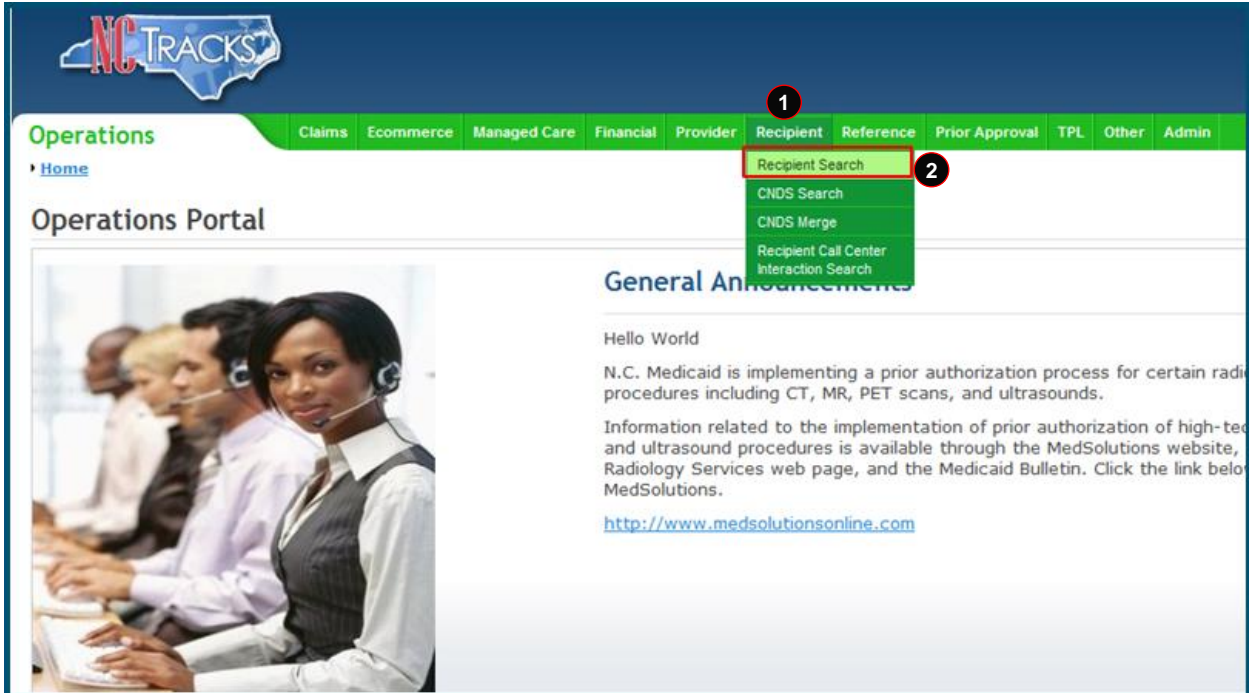 NCTRACKS
1
Operations
Claims Ecommerce Managed Care Financial Provider Recipient Reference Prior Approval TPL Other Admin
Home
Recipient Search
2
CNDS Search
CNDS Merge
Recipient Call Center
Interaction Search
Operations Portal
General Announcements
Hello World
N.C. Medicaid is implementing a prior authorization process for certain radi
procedures including CT, MR, PET scans, and ultrasounds.
Information related to the implementation of prior authorization of high-tec
and ultrasound procedures is available through the MedSolutions website,
Radiology Services web page, and the Medicaid Bulletin. Click the link belo
MedSolutions.
http://www.medsolutionsonline.com